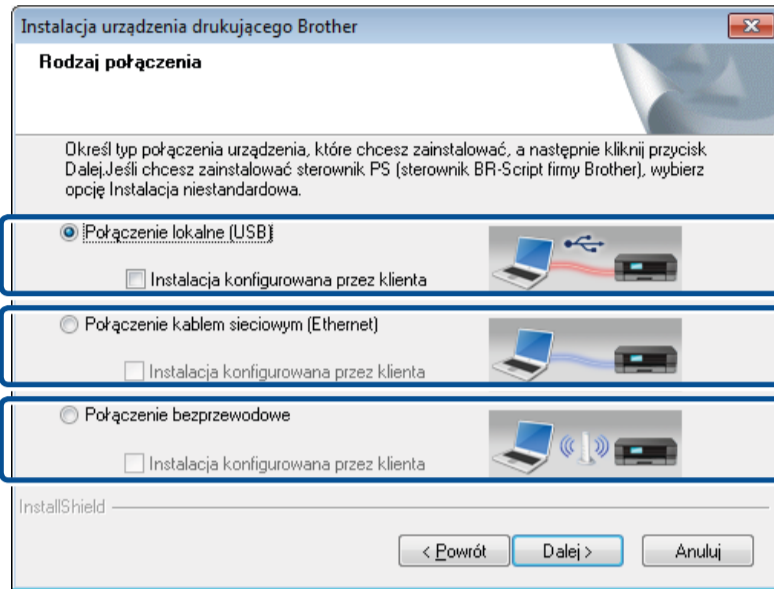 Instalacja urządzenia drukującego Brother
Rodzaj połączenia
Określ typ połączenia urządzenia, które chcesz zainstalować, a następnie kliknij przycisk
Dalej.Jeśli chcesz zainstalować sterownik PS (sterownik BR-Script firmy Brother), wybierz
opcję Instalacja niestandardowa.
Połączenie lokalne (USB)
Instalacja konfigurowana przez klienta
Połączenie kablem sieciowym (Ethernet)
Instalacja konfigurowana przez klienta
Połączenie bezprzewodowe
Instalacja konfigurowana przez klienta
InstallShield
< Powrót
Dalej >
Anuluj